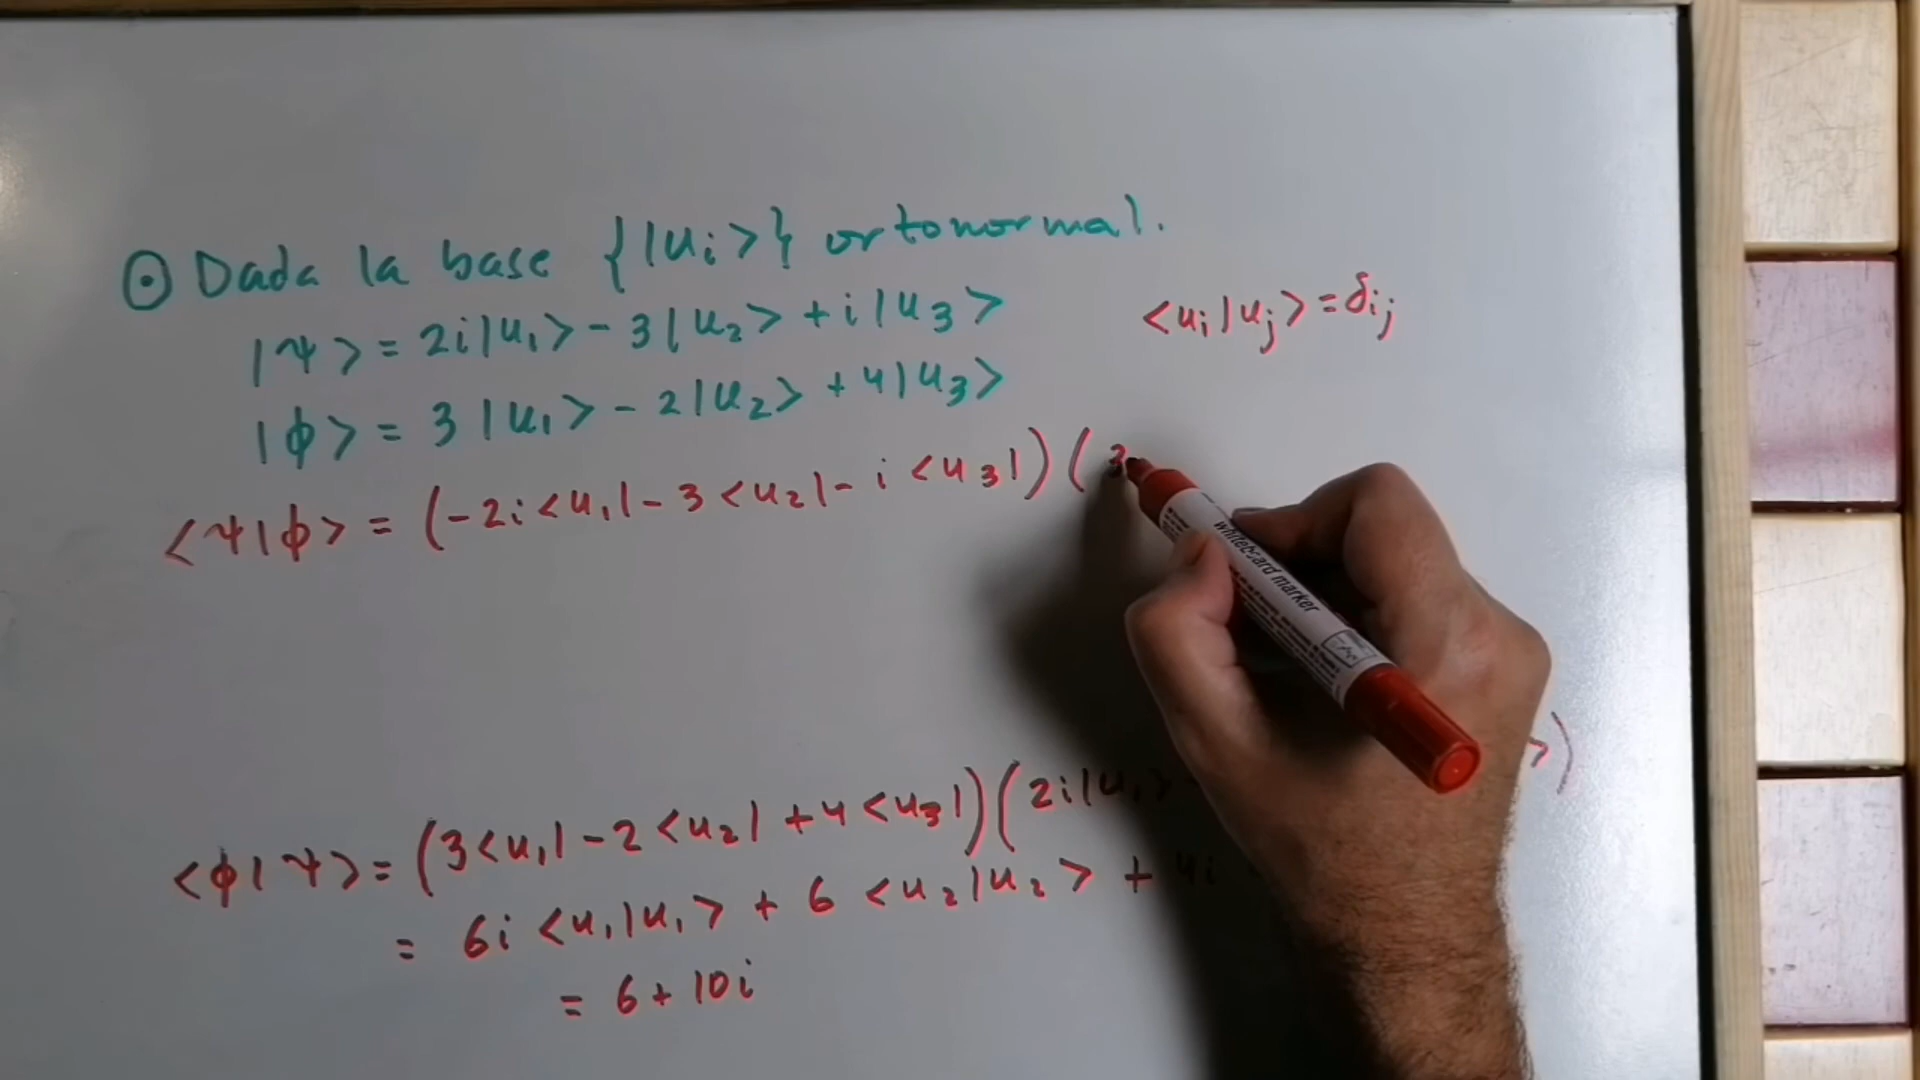 ⊙ Dada la base {|uᵢ>} ortonormal.
|ψ> = 2i|u₁> - 3|u₂> + i|u₃>
<uᵢ|uⱼ> = δᵢⱼ
|ϕ> = 3|u₁> - 2|u₂> + 4|u₃>
<ψ|ϕ> = (-2i<u₁| - 3<u₂| - i<u₃|)(3
whiteboard marker
<ϕ|ψ> = (3<u₁| - 2<u₂| + 4<u₃|)(2i|u₁> >)
= 6i<u₁|u₁> + 6<u₂|u₂> + 4i
= 6 + 10i